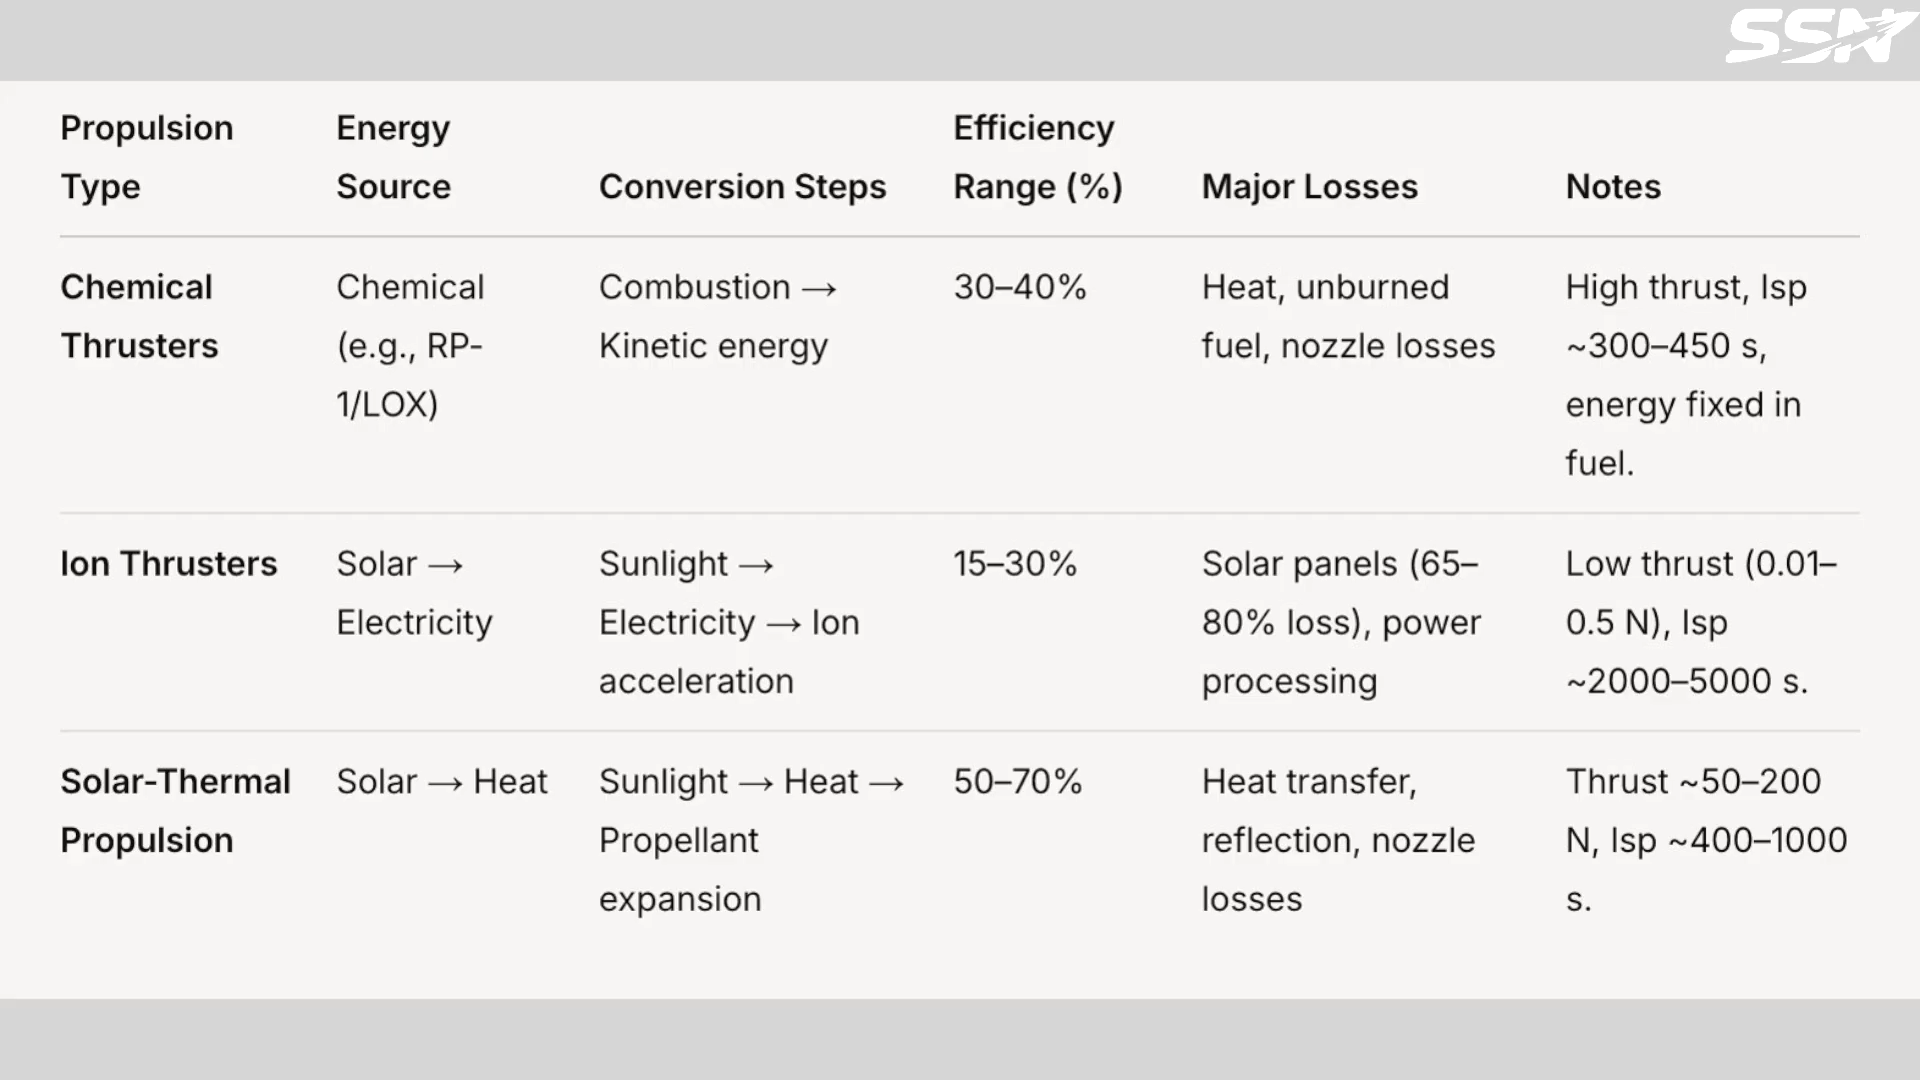 SSN
Propulsion Type
Energy Source
Conversion Steps
Efficiency Range (%)
Major Losses
Notes
Chemical
Thrusters
Chemical
(e.g., RP-
1/LOX)
Combustion →
Kinetic energy
30–40%
Heat, unburned
fuel, nozzle losses
High thrust, Isp
~300–450 s,
energy fixed in
fuel.
Ion Thrusters
Solar →
Electricity
Sunlight →
Electricity → Ion
acceleration
15–30%
Solar panels (65–
80% loss), power
processing
Low thrust (0.01–
0.5 N), Isp
~2000–5000 s.
Solar-Thermal
Propulsion
Solar → Heat
Sunlight → Heat →
Propellant
expansion
50–70%
Heat transfer,
reflection, nozzle
losses
Thrust ~50–200
N, Isp ~400–1000
s.